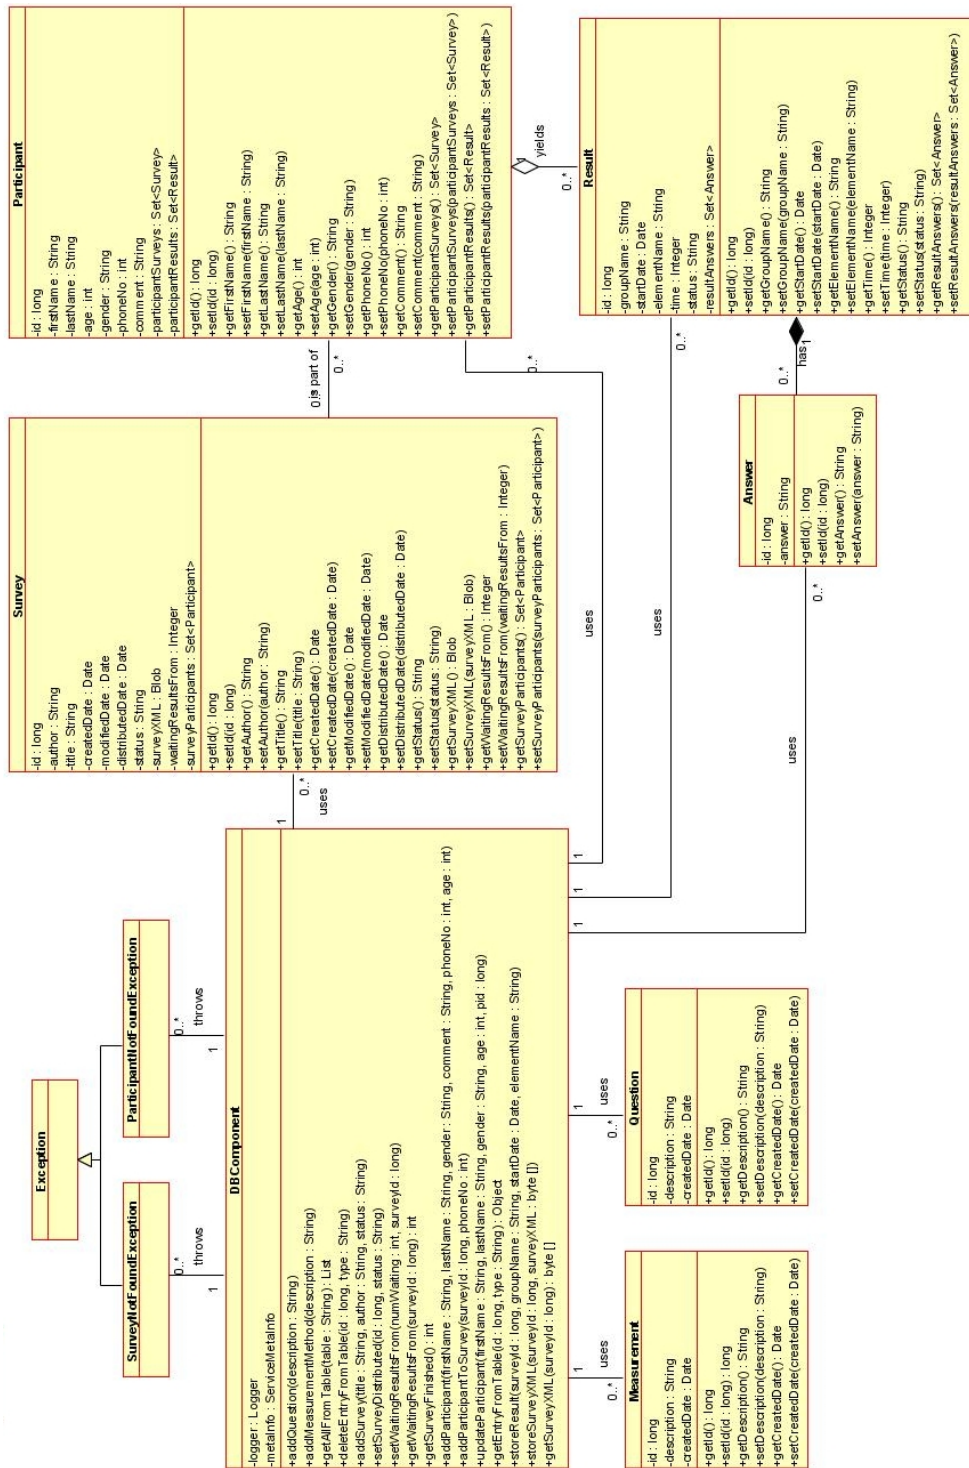 Exception
SurveyNotFoundException
ParticipantNotFoundException
0..*
throws
1
0..*
throws
1
DBComponent
-logger : Logger
-metaInfo : ServiceMetaInfo
+addQuestion(description : String)
+addMeasurementMethod(description : String)
+getAllFromTable(table : String) : List
+deleteEntryFromTable(id : long, type : String)
+addSurvey(title : String, author : String, status : String)
+setSurveyDistributed(id : long, status : String)
+setWaitingResultsFrom(numWaiting : int, surveyId : long)
+getWaitingResultsFrom(surveyId : long) : int
+getSurveyFinished() : int
+addParticipant(firstName : String, lastName : String, gender : String, comment : String, phoneNo : int, age : int)
+addParticipantToSurvey(surveyId : long, phoneNo : int)
+updateParticipant(firstName : String, lastName : String, gender : String, age : int, pid : long)
+getEntryFromTable(id : long, type : String) : Object
+storeResult(surveyId : long, groupName : String, startDate : Date, elementName : String)
+storeSurveyXML(surveyId : long, surveyXML : byte [])
+getSurveyXML(surveyId : long) : byte []
1
uses
0..*
1
uses
0..*
1
uses
0..*
1
uses
0..*
1
uses
0..*
1
uses
0..*
Measurement
-id : long
-description : String
-createdDate : Date
+getId() : long
+setId(id : long) : long
+getDescription() : String
+setDescription(description : String)
+getCreatedDate() : Date
+setCreatedDate(createdDate : Date)
Question
-id : long
-description : String
-createdDate : Date
+getId() : long
+setId(id : long)
+getDescription() : String
+setDescription(description : String)
+getCreatedDate() : Date
+setCreatedDate(createdDate : Date)
Survey
-id : long
-author : String
-title : String
-createdDate : Date
-modifiedDate : Date
-distributedDate : Date
-status : String
-surveyXML : Blob
-waitingResultsFrom : Integer
-surveyParticipants : Set<Participant>
+getId() : long
+setId(id : long)
+getAuthor() : String
+setAuthor(author : String)
+getTitle() : String
+setTitle(title : String)
+getCreatedDate() : Date
+setCreatedDate(createdDate : Date)
+getModifiedDate() : Date
+setModifiedDate(modifiedDate : Date)
+getDistributedDate() : Date
+setDistributedDate(distributedDate : Date)
+getStatus() : String
+setStatus(status : String)
+getSurveyXML() : Blob
+setSurveyXML(surveyXML : Blob)
+getWaitingResultsFrom() : Integer
+setWaitingResultsFrom(waitingResultsFrom : Integer)
+getSurveyParticipants() : Set<Participant>
+setSurveyParticipants(surveyParticipants : Set<Participant>)
is part of
0..*
Participant
-id : long
-firstName : String
-lastName : String
-age : int
-gender : String
-phoneNo : int
-comment : String
-participantSurveys : Set<Survey>
-participantResults : Set<Result>
+getId() : long
+setId(id : long)
+getFirstName() : String
+setFirstName(firstName : String)
+getLastName() : String
+setLastName(lastName : String)
+getAge() : int
+setAge(age : int)
+getGender() : String
+setGender(gender : String)
+getPhoneNo() : int
+setPhoneNo(phoneNo : int)
+getComment() : String
+setComment(comment : String)
+getParticipantSurveys() : Set<Survey>
+setParticipantSurveys(participantSurveys : Set<Survey>)
+getParticipantResults() : Set<Result>
+setParticipantResults(participantResults : Set<Result>)
yields
0..*
Result
-id : long
-groupName : String
-startDate : Date
-elementName : String
-time : Integer
-status : String
-resultAnswers : Set<Answer>
+getId() : long
+setId(id : long)
+getGroupName() : String
+setGroupName(groupName : String)
+getStartDate() : Date
+setStartDate(startDate : Date)
+getElementName() : String
+setElementName(elementName : String)
+getTime() : Integer
+setTime(time : Integer)
+getStatus() : String
+setStatus(status : String)
+getResultAnswers() : Set<Answer>
+setResultAnswers(resultAnswers : Set<Answer>)
1
has
0..*
Answer
-id : long
-answer : String
+getId() : long
+setId(id : long)
+getAnswer() : String
+setAnswer(answer : String)